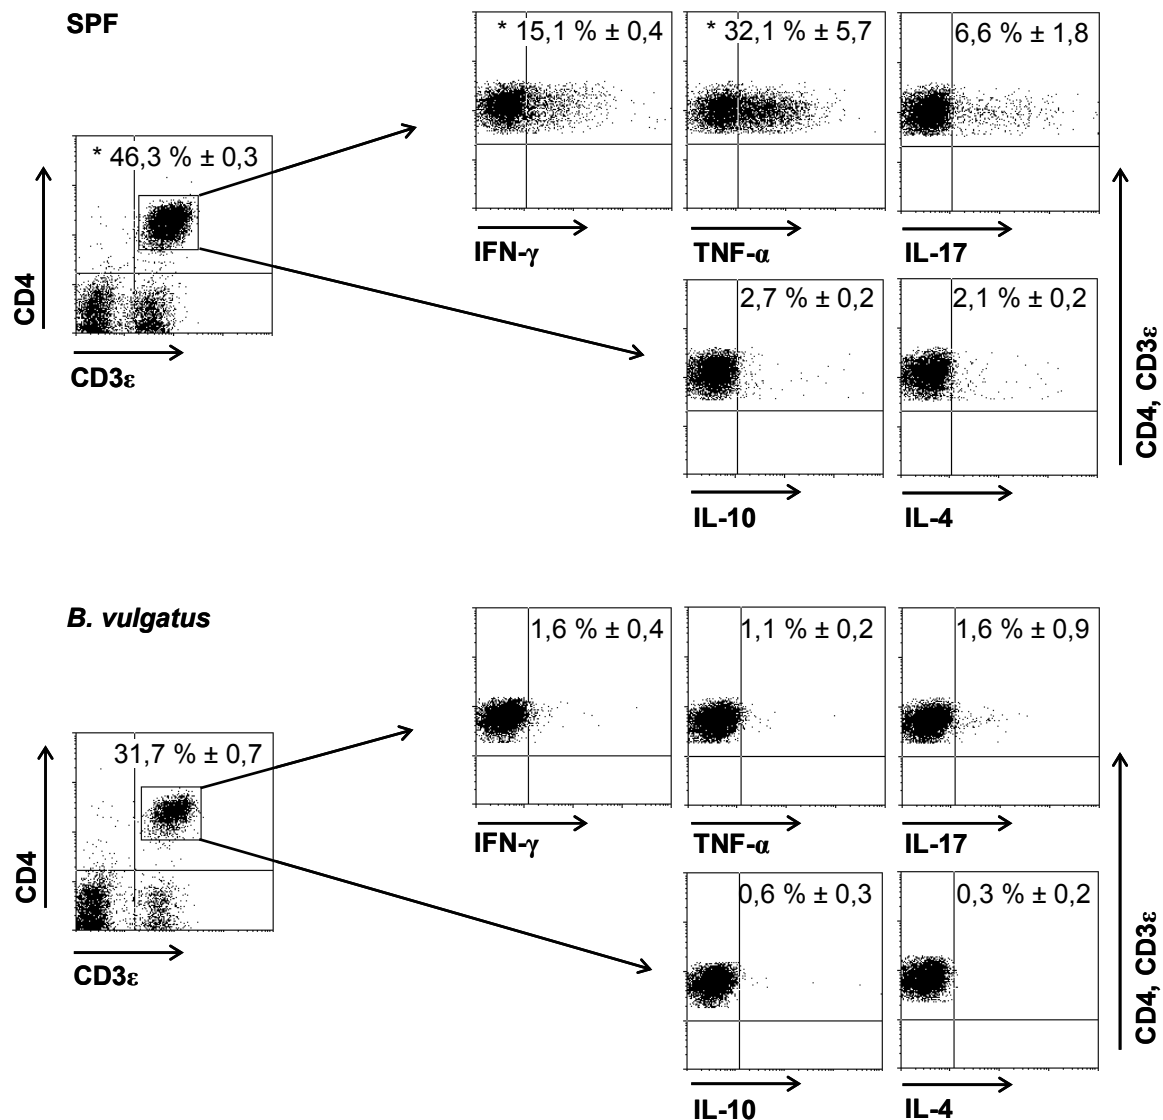 SPF
* 46,3 % ± 0,3
CD4
CD3ε
* 15,1 % ± 0,4
IFN-γ
* 32,1 % ± 5,7
TNF-α
6,6 % ± 1,8
IL-17
2,7 % ± 0,2
IL-10
2,1 % ± 0,2
IL-4
CD4, CD3ε
B. vulgatus
31,7 % ± 0,7
CD4
CD3ε
1,6 % ± 0,4
IFN-γ
1,1 % ± 0,2
TNF-α
1,6 % ± 0,9
IL-17
0,6 % ± 0,3
IL-10
0,3 % ± 0,2
IL-4
CD4, CD3ε